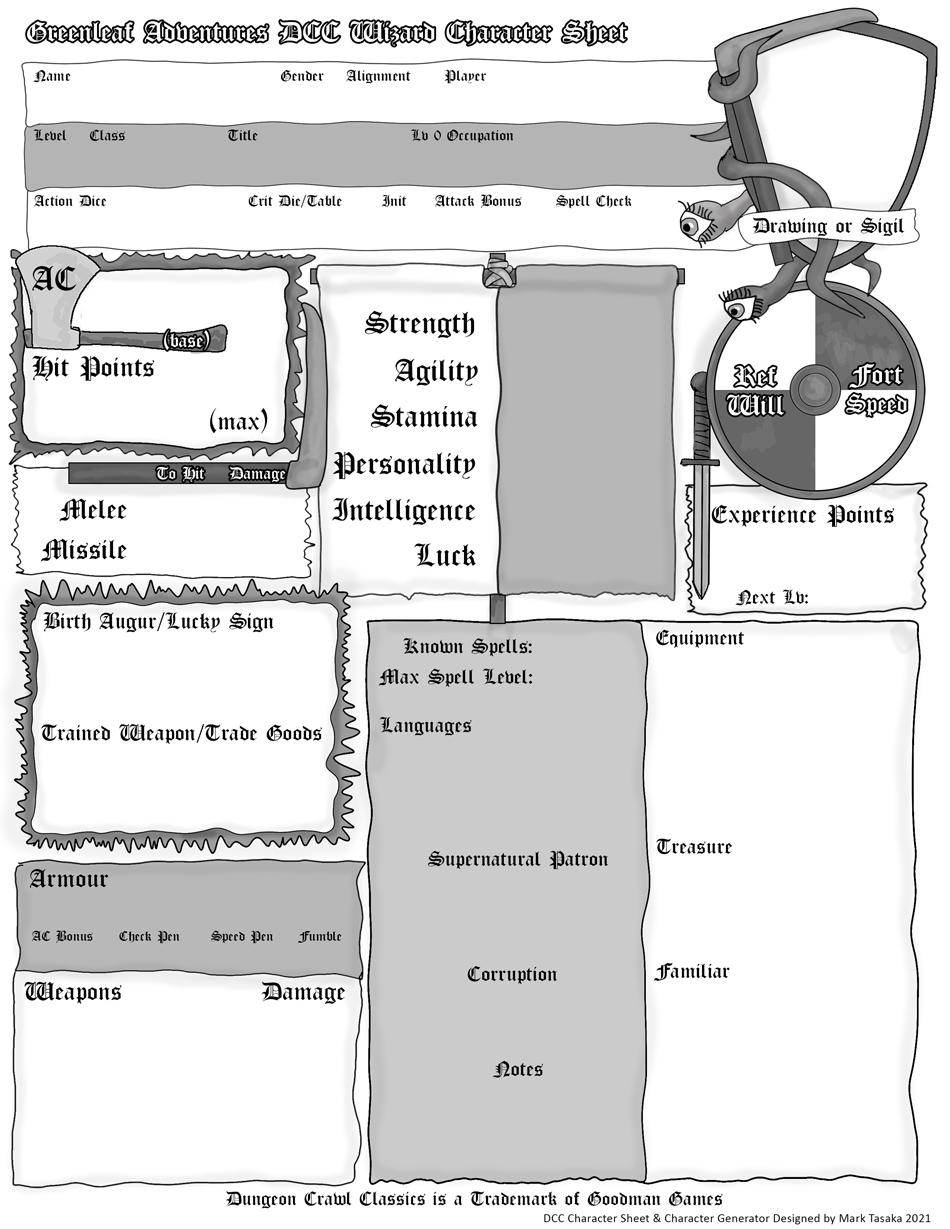 Greenleaf Adventures DCC Wizard Character Sheet
Name Gender Alignment Player
Level Class Title Lv 0 Occupation
Action Dice Crit Die/Table Init Attack Bonus Spell Check
Drawing or Sigil
AC
(base)
Hit Points
(max)
To Hit Damage
Melee
Missile
Strength
Agility
Stamina
Personality
Intelligence
Luck
Ref Fort
Will Speed
Experience Points
Next Lv:
Birth Augur/Lucky Sign
Trained Weapon/Trade Goods
Armour
AC Bonus Check Pen Speed Pen Fumble
Weapons Damage
Known Spells:
Max Spell Level:
Languages
Supernatural Patron
Corruption
Notes
Equipment
Treasure
Familiar
Dungeon Crawl Classics is a Trademark of Goodman Games
DCC Character Sheet & Character Generator Designed by Mark Tasaka 2021